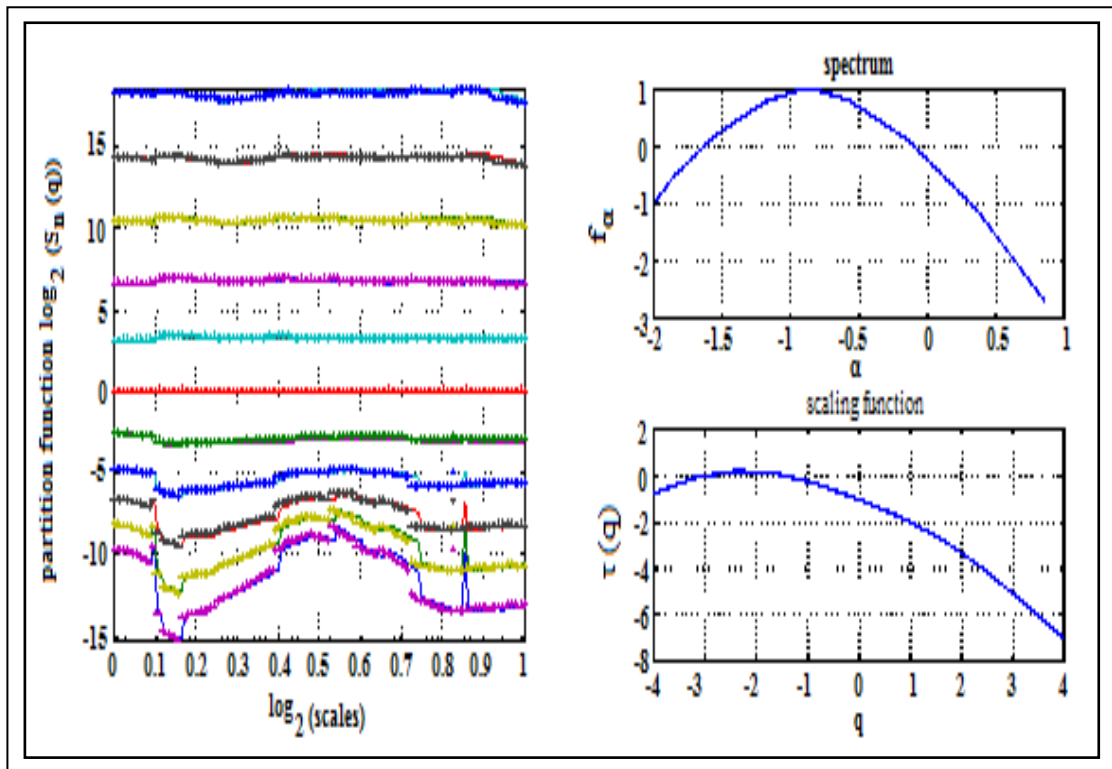 partition function log2 (Sn (q))
15
10
5
0
-5
-10
-15
0 0.1 0.2 0.3 0.4 0.5 0.6 0.7 0.8 0.9 1
log2 (scales)
spectrum
fα
1
0
-1
-2
-3
-2 -1.5 -1 -0.5 0 0.5 1
α
scaling function
τ (q)
2
0
-2
-4
-6
-8
-4 -3 -2 -1 0 1 2 3 4
q